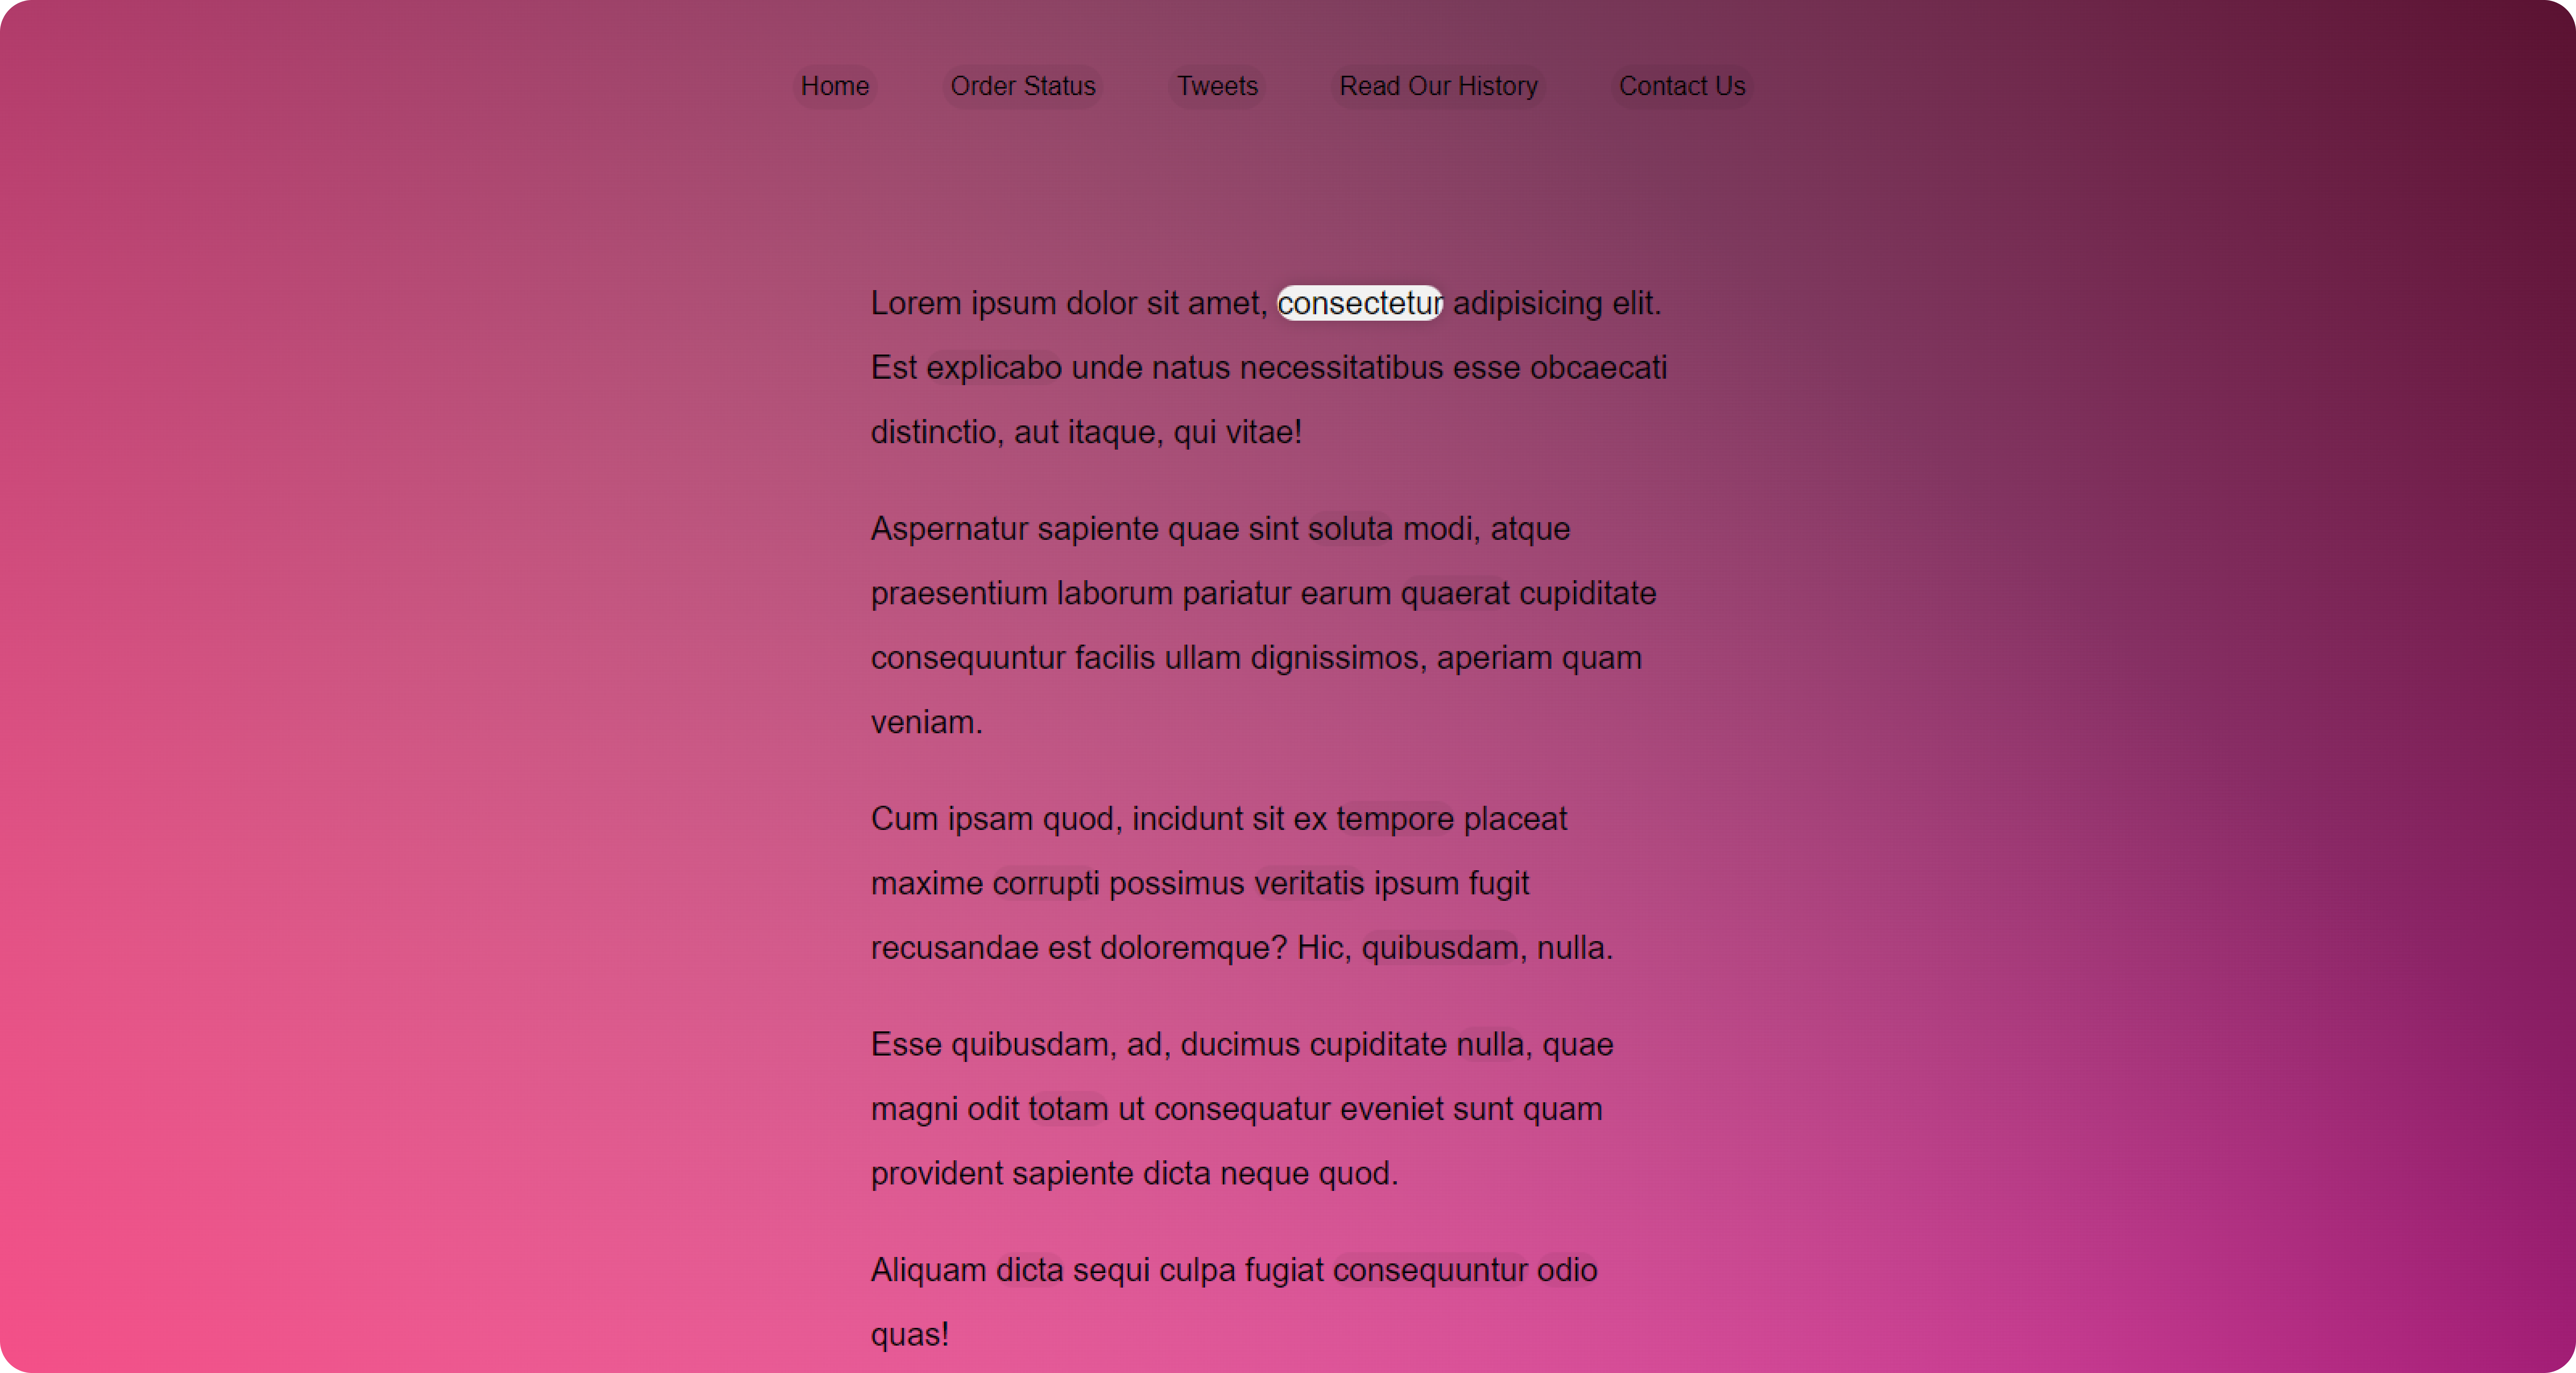 Home Order Status Tweets Read Our History Contact Us
Lorem ipsum dolor sit amet, consectetur adipisicing elit.
Est explicabo unde natus necessitatibus esse obcaecati
distinctio, aut itaque, qui vitae!
Aspernatur sapiente quae sint soluta modi, atque
praesentium laborum pariatur earum quaerat cupiditate
consequuntur facilis ullam dignissimos, aperiam quam
veniam.
Cum ipsam quod, incidunt sit ex tempore placeat
maxime corrupti possimus veritatis ipsum fugit
recusandae est doloremque? Hic, quibusdam, nulla.
Esse quibusdam, ad, ducimus cupiditate nulla, quae
magni odit totam ut consequatur eveniet sunt quam
provident sapiente dicta neque quod.
Aliquam dicta sequi culpa fugiat consequuntur odio
quas!